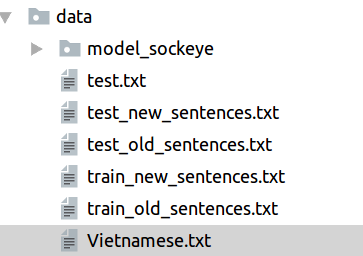 data
model_sockeye
test.txt
test_new_sentences.txt
test_old_sentences.txt
train_new_sentences.txt
train_old_sentences.txt
Vietnamese.txt